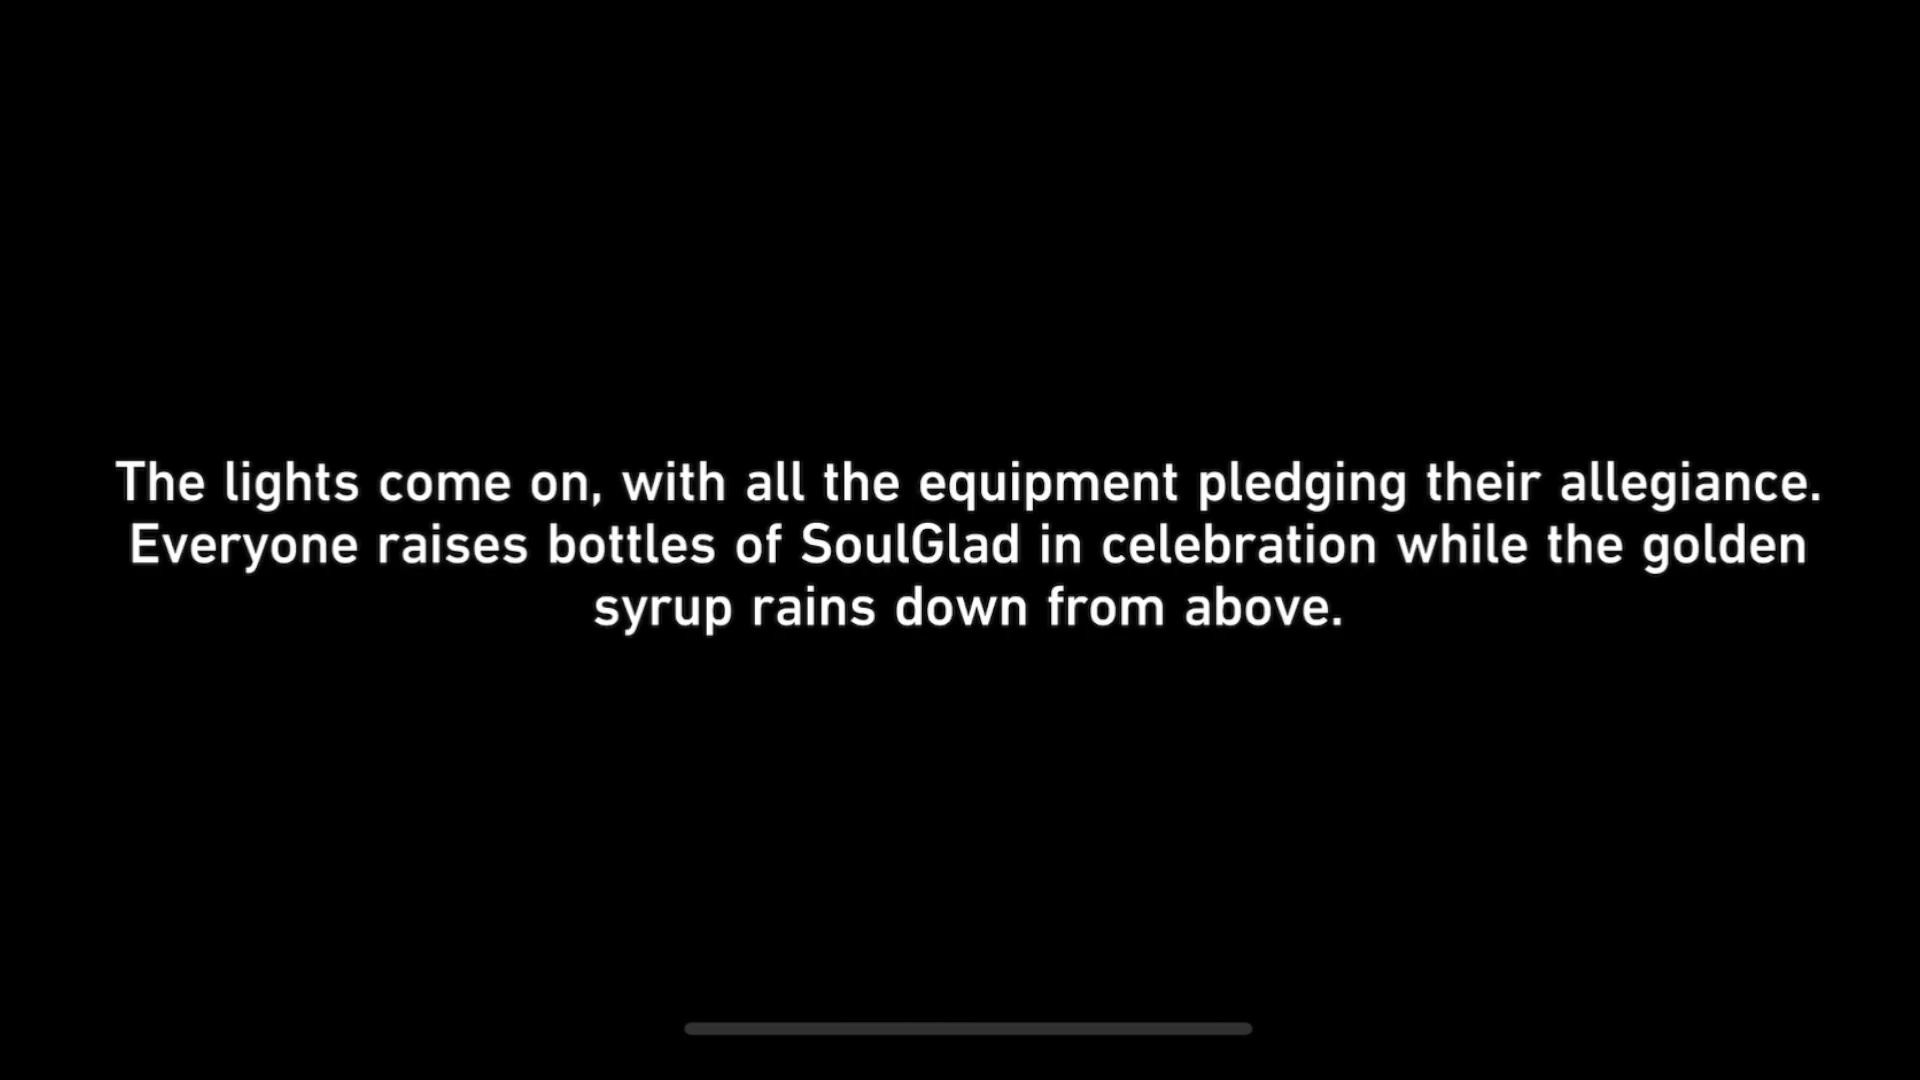 The lights come on, with all the equipment pledging their allegiance.
Everyone raises bottles of SoulGlad in celebration while the golden
syrup rains down from above.